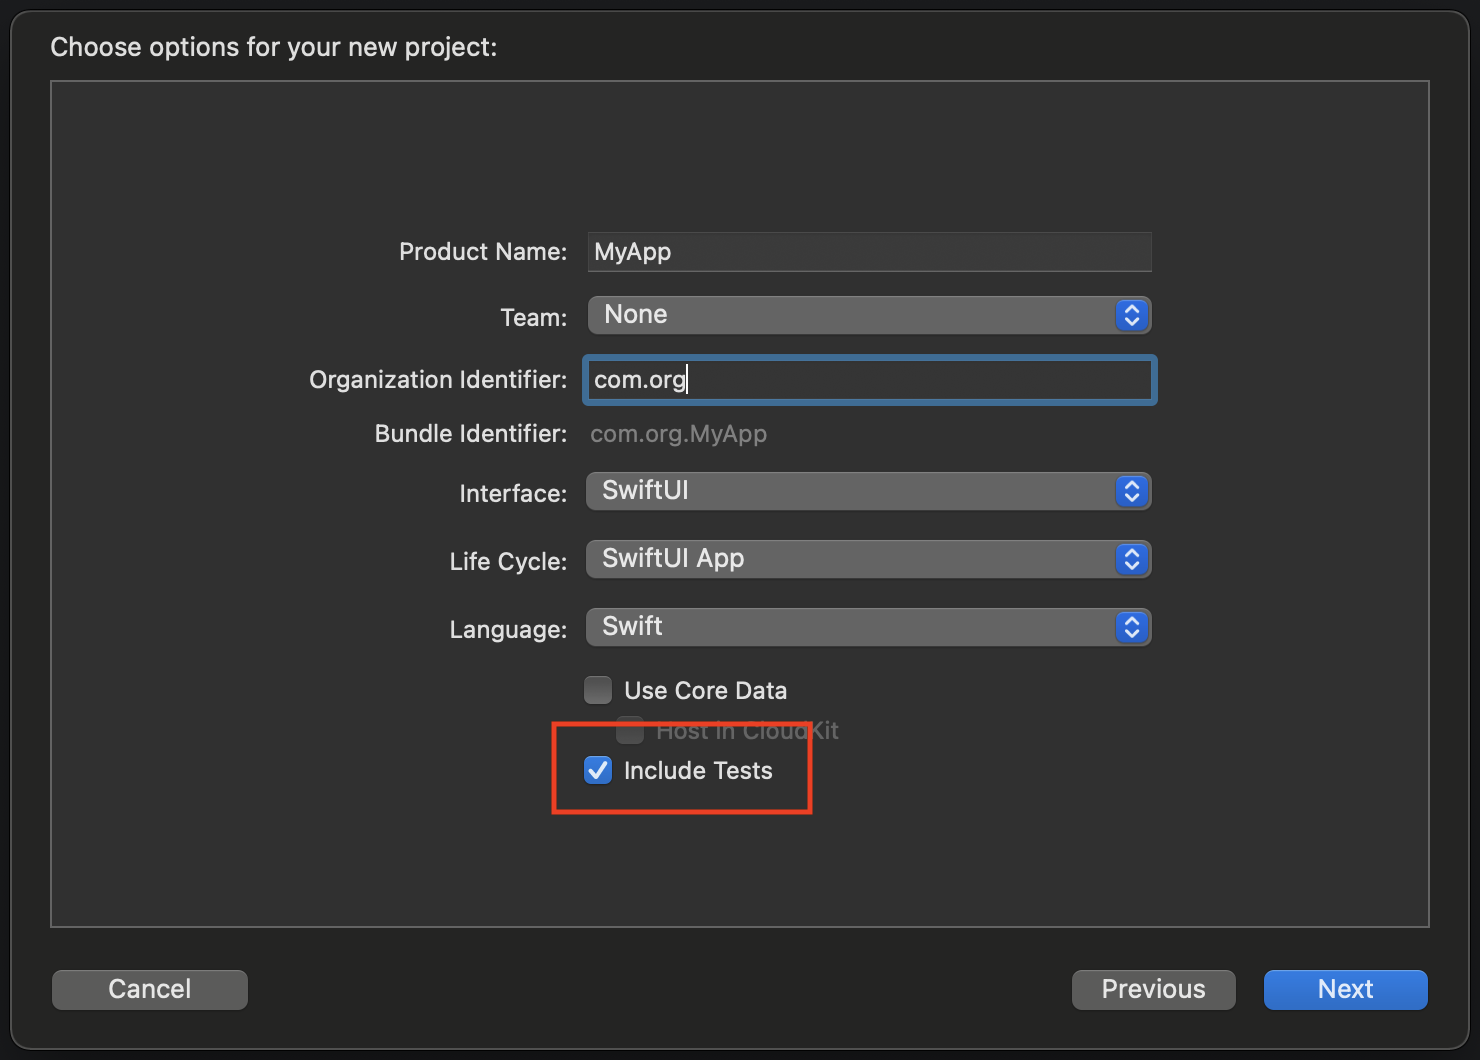 Choose options for your new project:
Product Name: MyApp
Team: None
Organization Identifier: com.org
Bundle Identifier: com.org.MyApp
Interface: SwiftUI
Life Cycle: SwiftUI App
Language: Swift
Use Core Data
Host in CloudKit
Include Tests
Cancel Previous Next